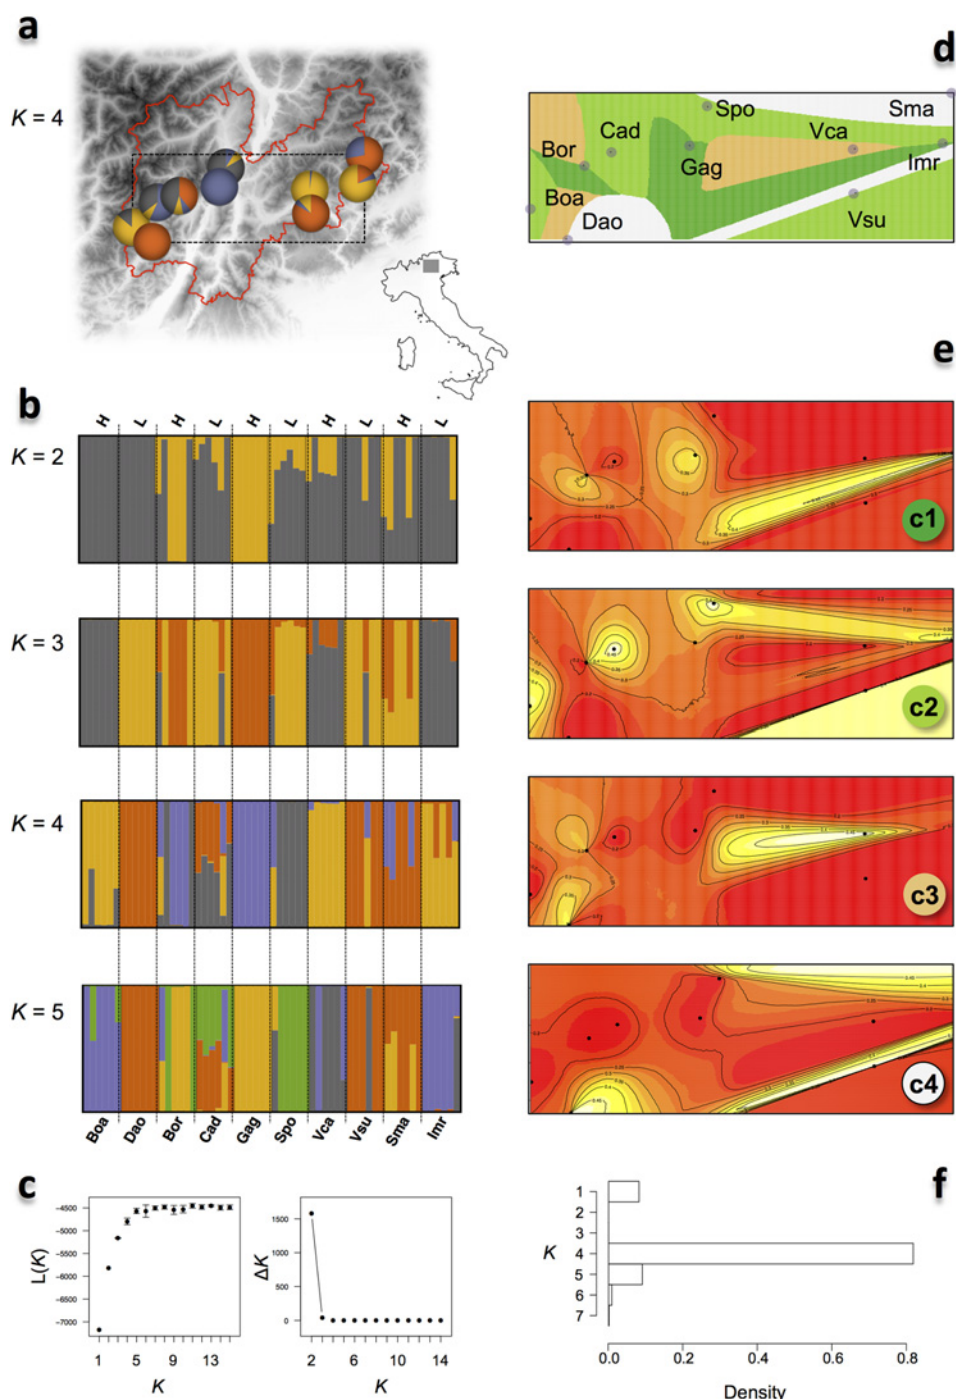 a
K = 4
b
H L H L H L H L H L
K = 2
K = 3
K = 4
K = 5
Boa Dao Bor Cad Gag Spo Vca Vsu Sma Imr
c
L(K)
−4500
−5000
−5500
−6000
−6500
−7000
1 5 9 13
K
ΔK
1500
1000
500
0
2 6 10 14
K
d
Spo
Sma
Cad
Vca
Bor
Gag
Imr
Boa
Dao
Vsu
e
c1
c2
c3
c4
f
K
1
2
3
4
5
6
7
0.0 0.2 0.4 0.6 0.8
Density